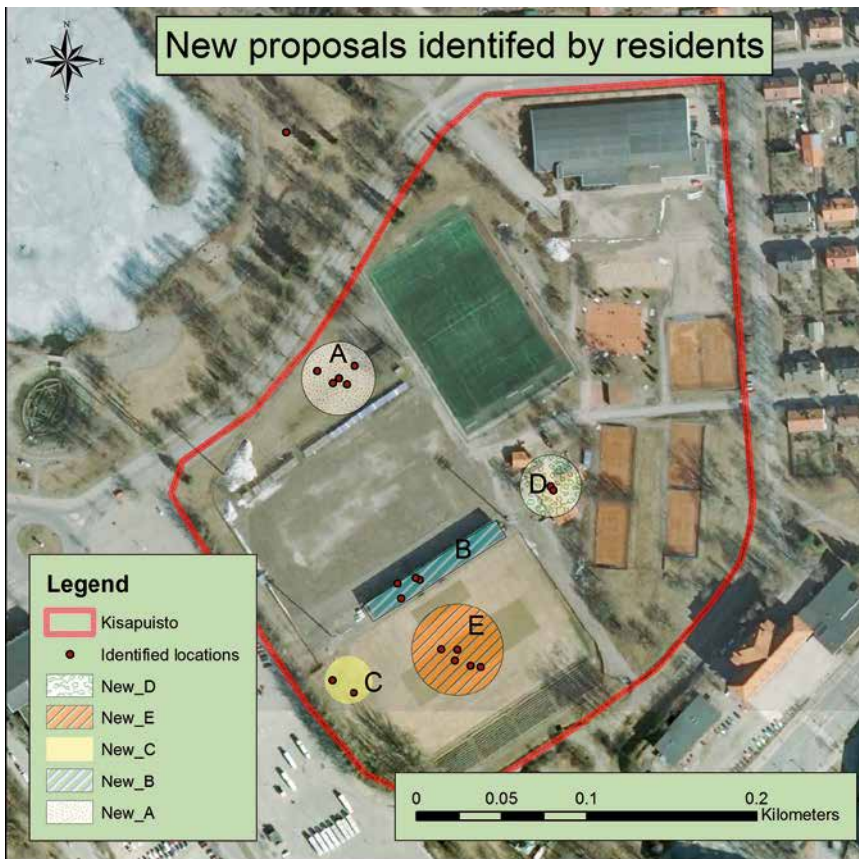 New proposals identifed by residents
N
W E
S
A
D
B
E
C
Legend
Kisapuisto
Identified locations
New_D
New_E
New_C
New_B
New_A
0 0.05 0.1 0.2
Kilometers